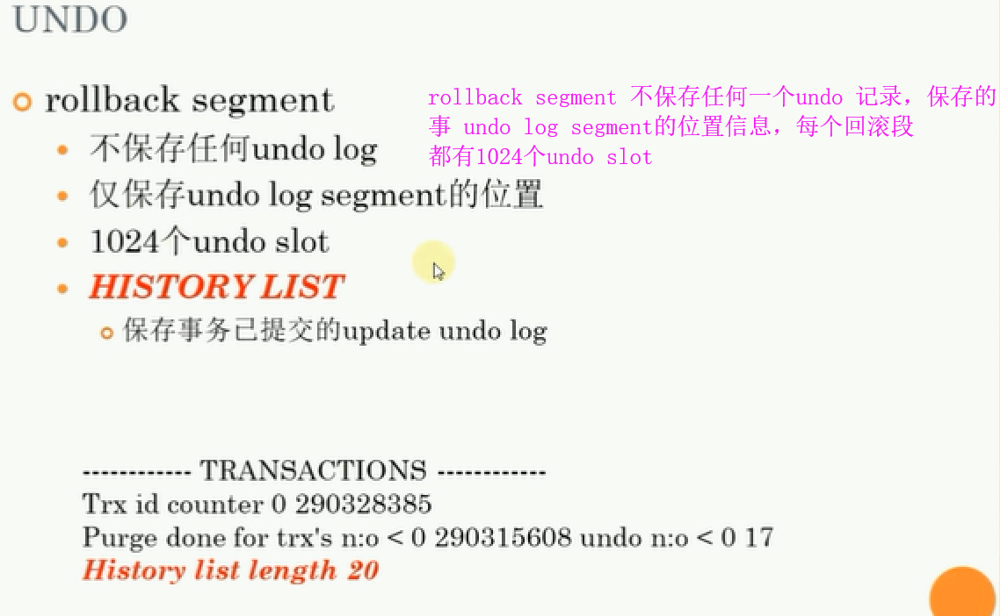 UNDO
rollback segment
rollback segment 不保存任何一个undo 记录，保存的
事 undo log segment的位置信息，每个回滚段
都有1024个undo slot
不保存任何undo log
仅保存undo log segment的位置
1024个undo slot
HISTORY LIST
保存事务已提交的update undo log
------------ TRANSACTIONS ------------
Trx id counter 0 290328385
Purge done for trx's n:o < 0 290315608 undo n:o < 0 17
History list length 20